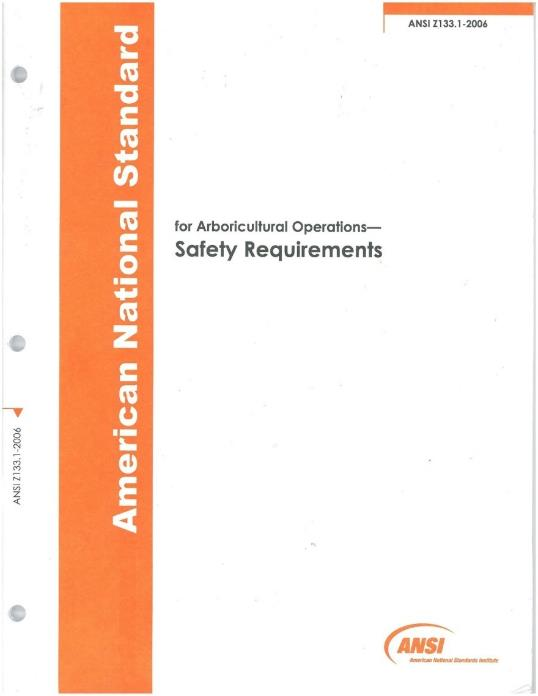 ANSI Z133.1-2006
American National Standard
for Arboricultural Operations—
Safety Requirements
ANSI Z133.1-2006
ANSI
American National Standards Institute